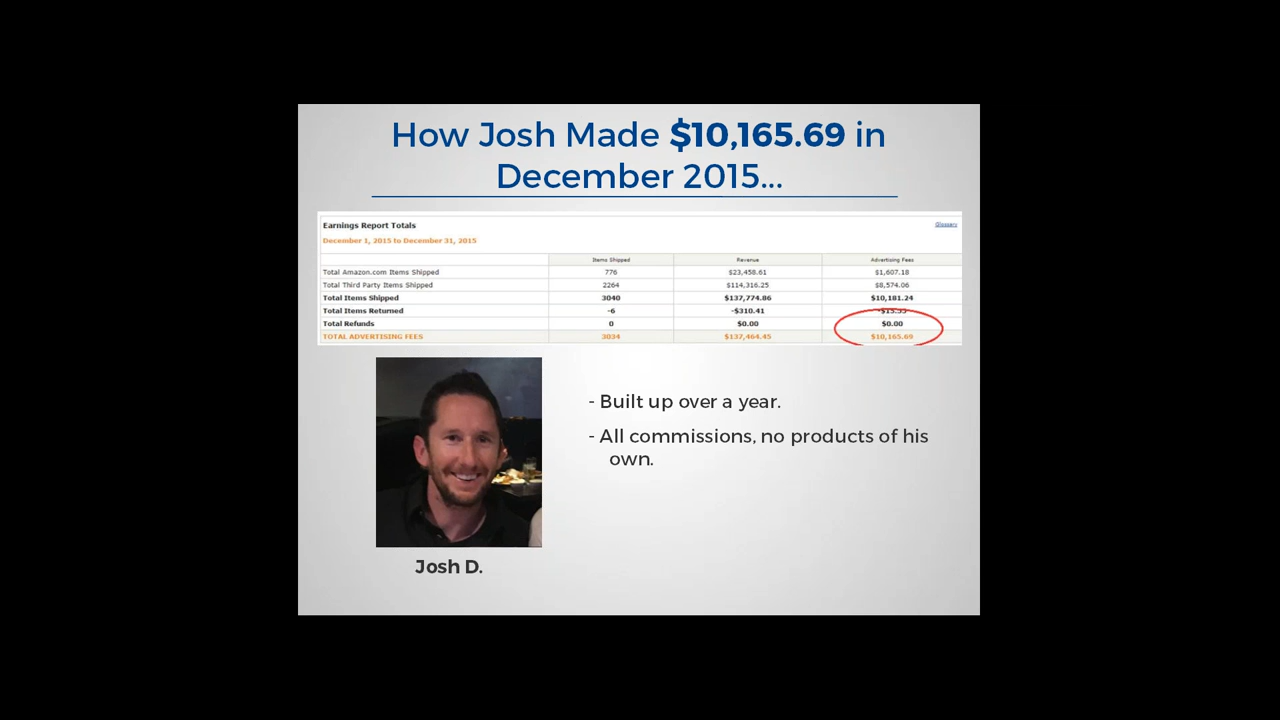 How Josh Made $10,165.69 in
December 2015...
Earnings Report Totals Glossary
December 1, 2015 to December 31, 2015
Items Shipped Revenue Advertising Fees
Total Amazon.com Items Shipped 776 $23,458.61 $1,607.18
Total Third Party Items Shipped 2264 $114,316.25 $8,574.06
Total Items Shipped 3040 $137,774.86 $10,181.24
Total Items Returned -6 -$310.41 -$15.55
Total Refunds 0 $0.00 $0.00
TOTAL ADVERTISING FEES 3034 $137,464.45 $10,165.69
- Built up over a year.
- All commissions, no products of his
own.
Josh D.